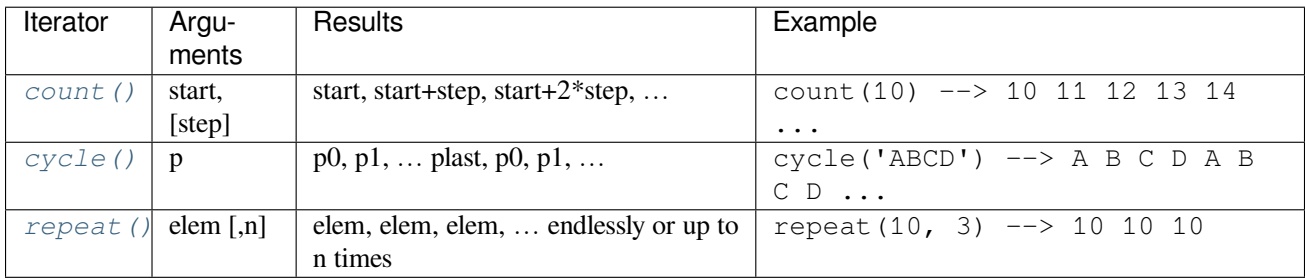 Iterator Argu- Results Example
ments
count() start, start, start+step, start+2*step, … count(10) --> 10 11 12 13 14
[step] ...
cycle() p p0, p1, … plast, p0, p1, … cycle('ABCD') --> A B C D A B
C D ...
repeat() elem [,n] elem, elem, elem, … endlessly or up to repeat(10, 3) --> 10 10 10
n times